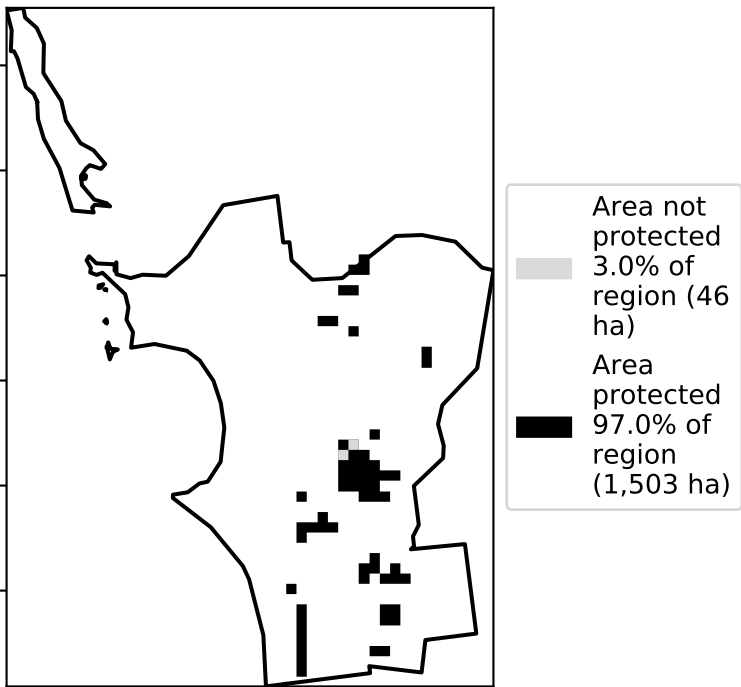 Area not
protected
3.0% of
region (46
ha)
Area
protected
97.0% of
region
(1,503 ha)